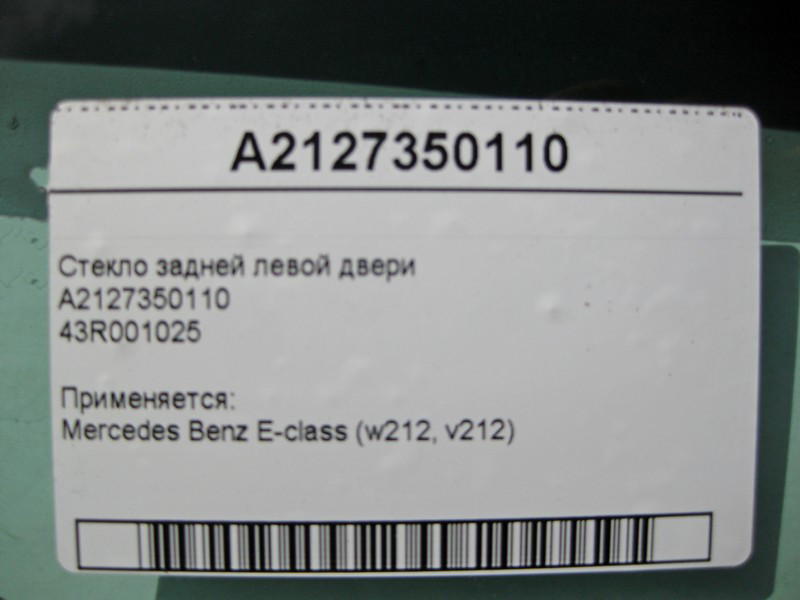 A2127350110
Стекло задней левой двери
A2127350110
43R001025
Применяется:
Mercedes Benz E-class (w212, v212)